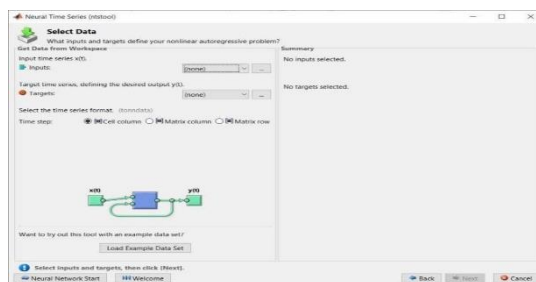 Neural Time Series (ntstool)
Select Data
What inputs and targets define your nonlinear autoregressive problem?
Get Data from Workspace
Input time series x(t).
Inputs: (none) ...
Target time series, defining the desired output y(t).
Targets: (none) ...
Select the time series format. (tonndata)
Time step: Cell column Matrix column Matrix row
x(t) y(t)
Want to try out this tool with an example data set?
Load Example Data Set
Select inputs and targets, then click [Next].
Neural Network Start Welcome
Summary
No inputs selected.
No targets selected.
Back Next Cancel